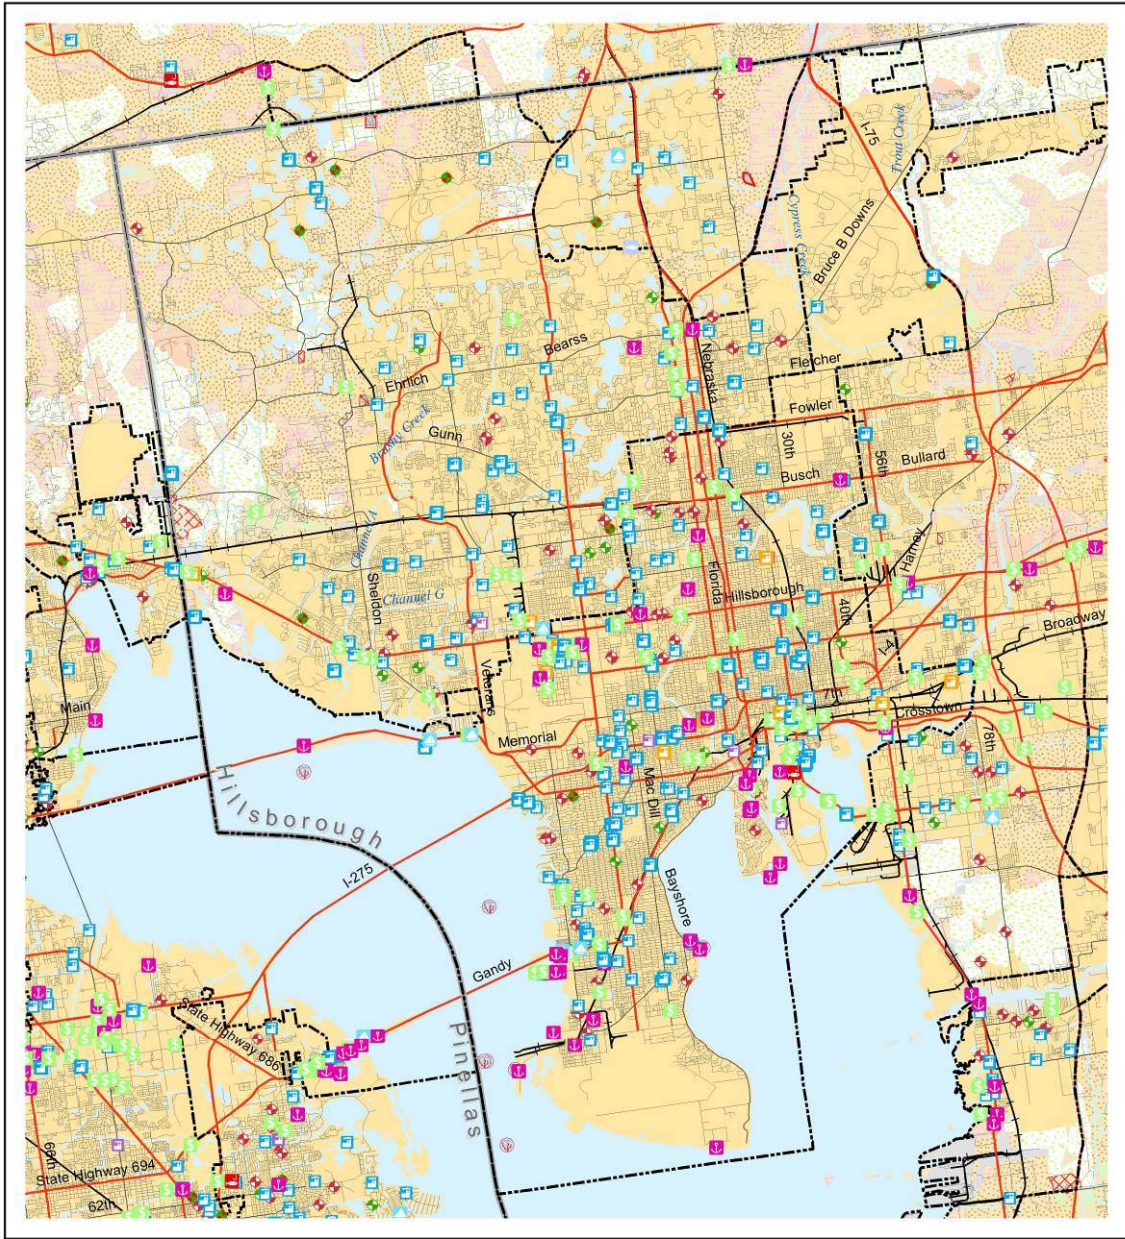 I-75
Trout Creek
Cypress Creek
Bruce B Downs
Bearss
Nebraska
Fletcher
Ehrlich
Fowler
Brushy Creek
Gunn
30th
56th
Bullard
Busch
Channel A
Harney
Florida
Hillsborough
Sheldon
Channel G
40th
Broadway
I-4
Veterans
7th
Main
Crosstown
Memorial
78th
Mac Dill
Hillsborough
I-275
Bayshore
Gandy
State Highway 686
Pinellas
66th
State Highway 694
62th